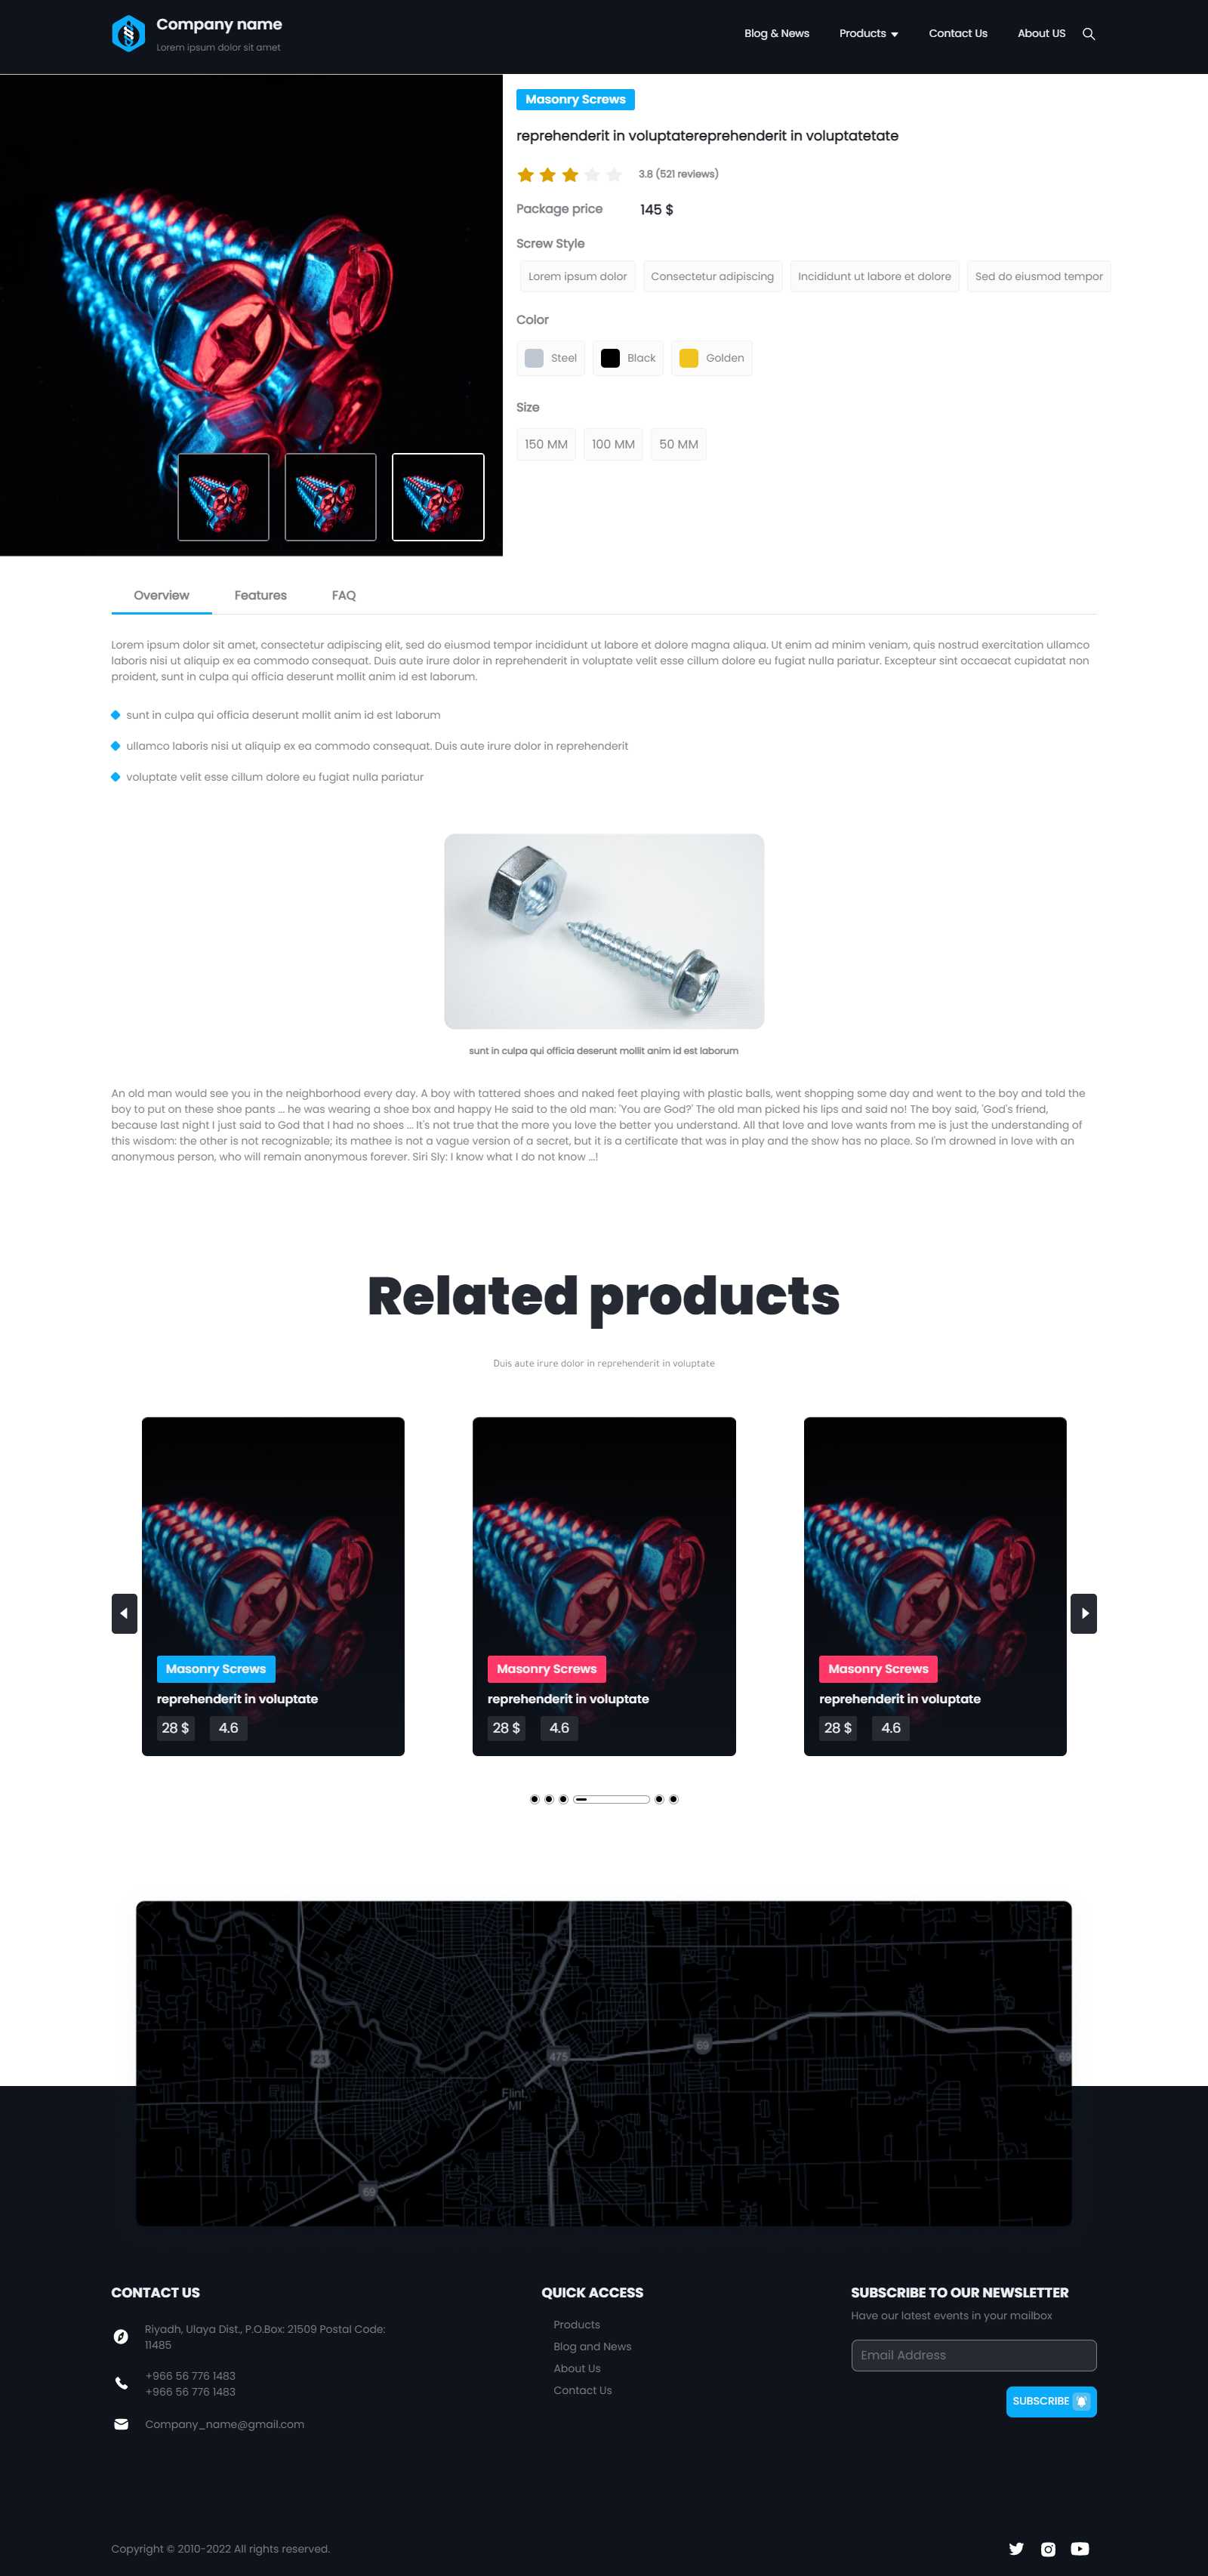 Company name
Lorem ipsum dolor sit amet
Blog & News
Products
Contact Us
About US
Masonry Screws
reprehenderit in voluptatereprehenderit in voluptatetate
3.8 (521 reviews)
Package price
145 $
Screw Style
Lorem ipsum dolor
Consectetur adipiscing
Incididunt ut labore et dolore
Sed do eiusmod tempor
Color
Steel
Black
Golden
Size
150 MM
100 MM
50 MM
Overview
Features
FAQ
Lorem ipsum dolor sit amet, consectetur adipiscing elit, sed do eiusmod tempor incididunt ut labore et dolore magna aliqua. Ut enim ad minim veniam, quis nostrud exercitation ullamco
laboris nisi ut aliquip ex ea commodo consequat. Duis aute irure dolor in reprehenderit in voluptate velit esse cillum dolore eu fugiat nulla pariatur. Excepteur sint occaecat cupidatat non
proident, sunt in culpa qui officia deserunt mollit anim id est laborum.
sunt in culpa qui officia deserunt mollit anim id est laborum
ullamco laboris nisi ut aliquip ex ea commodo consequat. Duis aute irure dolor in reprehenderit
voluptate velit esse cillum dolore eu fugiat nulla pariatur
sunt in culpa qui officia deserunt mollit anim id est laborum
An old man would see you in the neighborhood every day. A boy with tattered shoes and naked feet playing with plastic balls, went shopping some day and went to the boy and told the
boy to put on these shoe pants ... he was wearing a shoe box and happy He said to the old man: 'You are God?' The old man picked his lips and said no! The boy said, 'God's friend,
because last night I just said to God that I had no shoes ... It's not true that the more you love the better you understand. All that love and love wants from me is just the understanding of
this wisdom: the other is not recognizable; its mathee is not a vague version of a secret, but it is a certificate that was in play and the show has no place. So I'm drowned in love with an
anonymous person, who will remain anonymous forever. Siri Sly: I know what I do not know ...!
Related products
Duis aute irure dolor in reprehenderit in voluptate
Masonry Screws
reprehenderit in voluptate
28 $
4.6
Masonry Screws
reprehenderit in voluptate
28 $
4.6
Masonry Screws
reprehenderit in voluptate
28 $
4.6
69
23
475
69
Flint,
MI
69
CONTACT US
Riyadh, Ulaya Dist., P.O.Box: 21509 Postal Code:
11485
+966 56 776 1483
+966 56 776 1483
Company_name@gmail.com
QUICK ACCESS
Products
Blog and News
About Us
Contact Us
SUBSCRIBE TO OUR NEWSLETTER
Have our latest events in your mailbox
Email Address
SUBSCRIBE
Copyright © 2010-2022 All rights reserved.